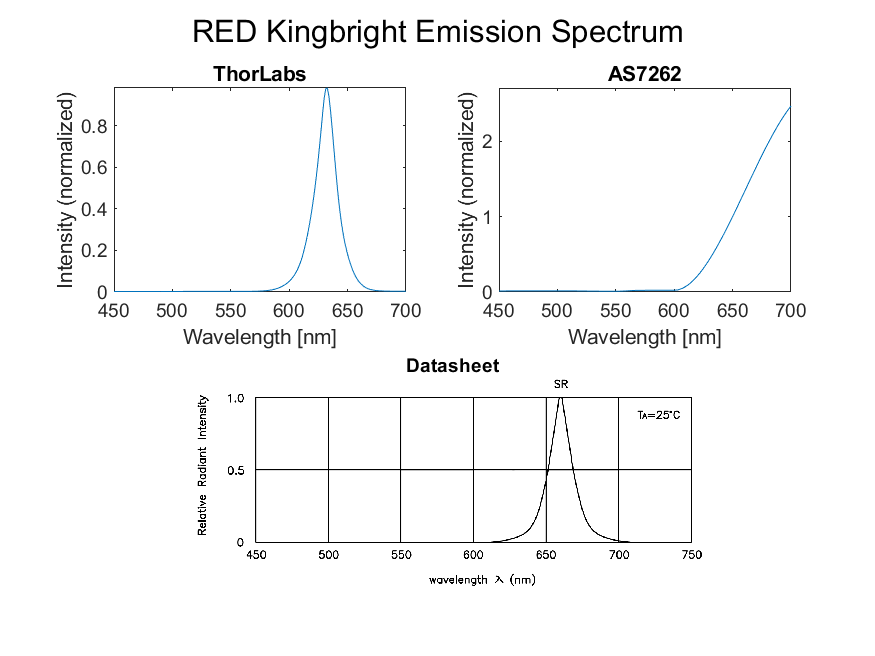 RED Kingbright Emission Spectrum
ThorLabs
Intensity (normalized)
0.8
0.6
0.4
0.2
0
450 500 550 600 650 700
Wavelength [nm]
AS7262
Intensity (normalized)
2
1
0
450 500 550 600 650 700
Wavelength [nm]
Datasheet
SR
Relative Radiant Intensity
1.0
0.5
0
TA=25°C
450 500 550 600 650 700 750
wavelength λ (nm)